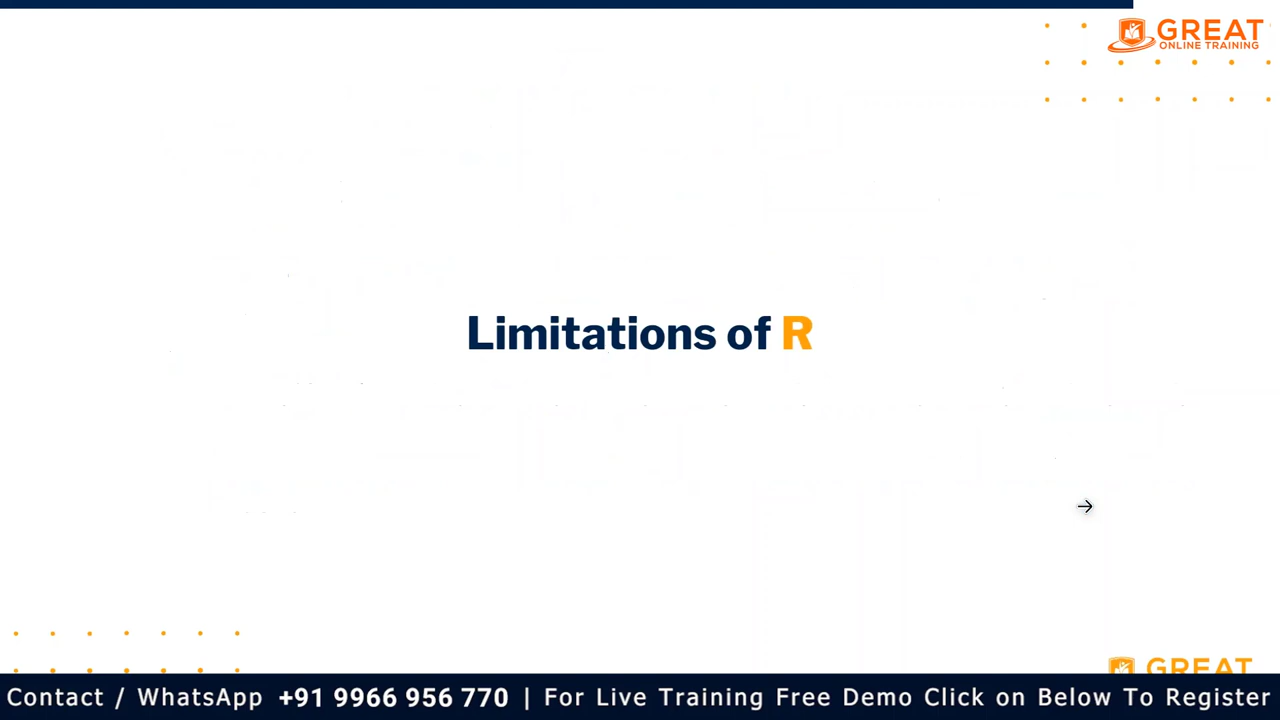 GREAT
ONLINE TRAINING
Limitations of R
GREAT
Contact / WhatsApp +91 9966 956 770 | For Live Training Free Demo Click on Below To Register